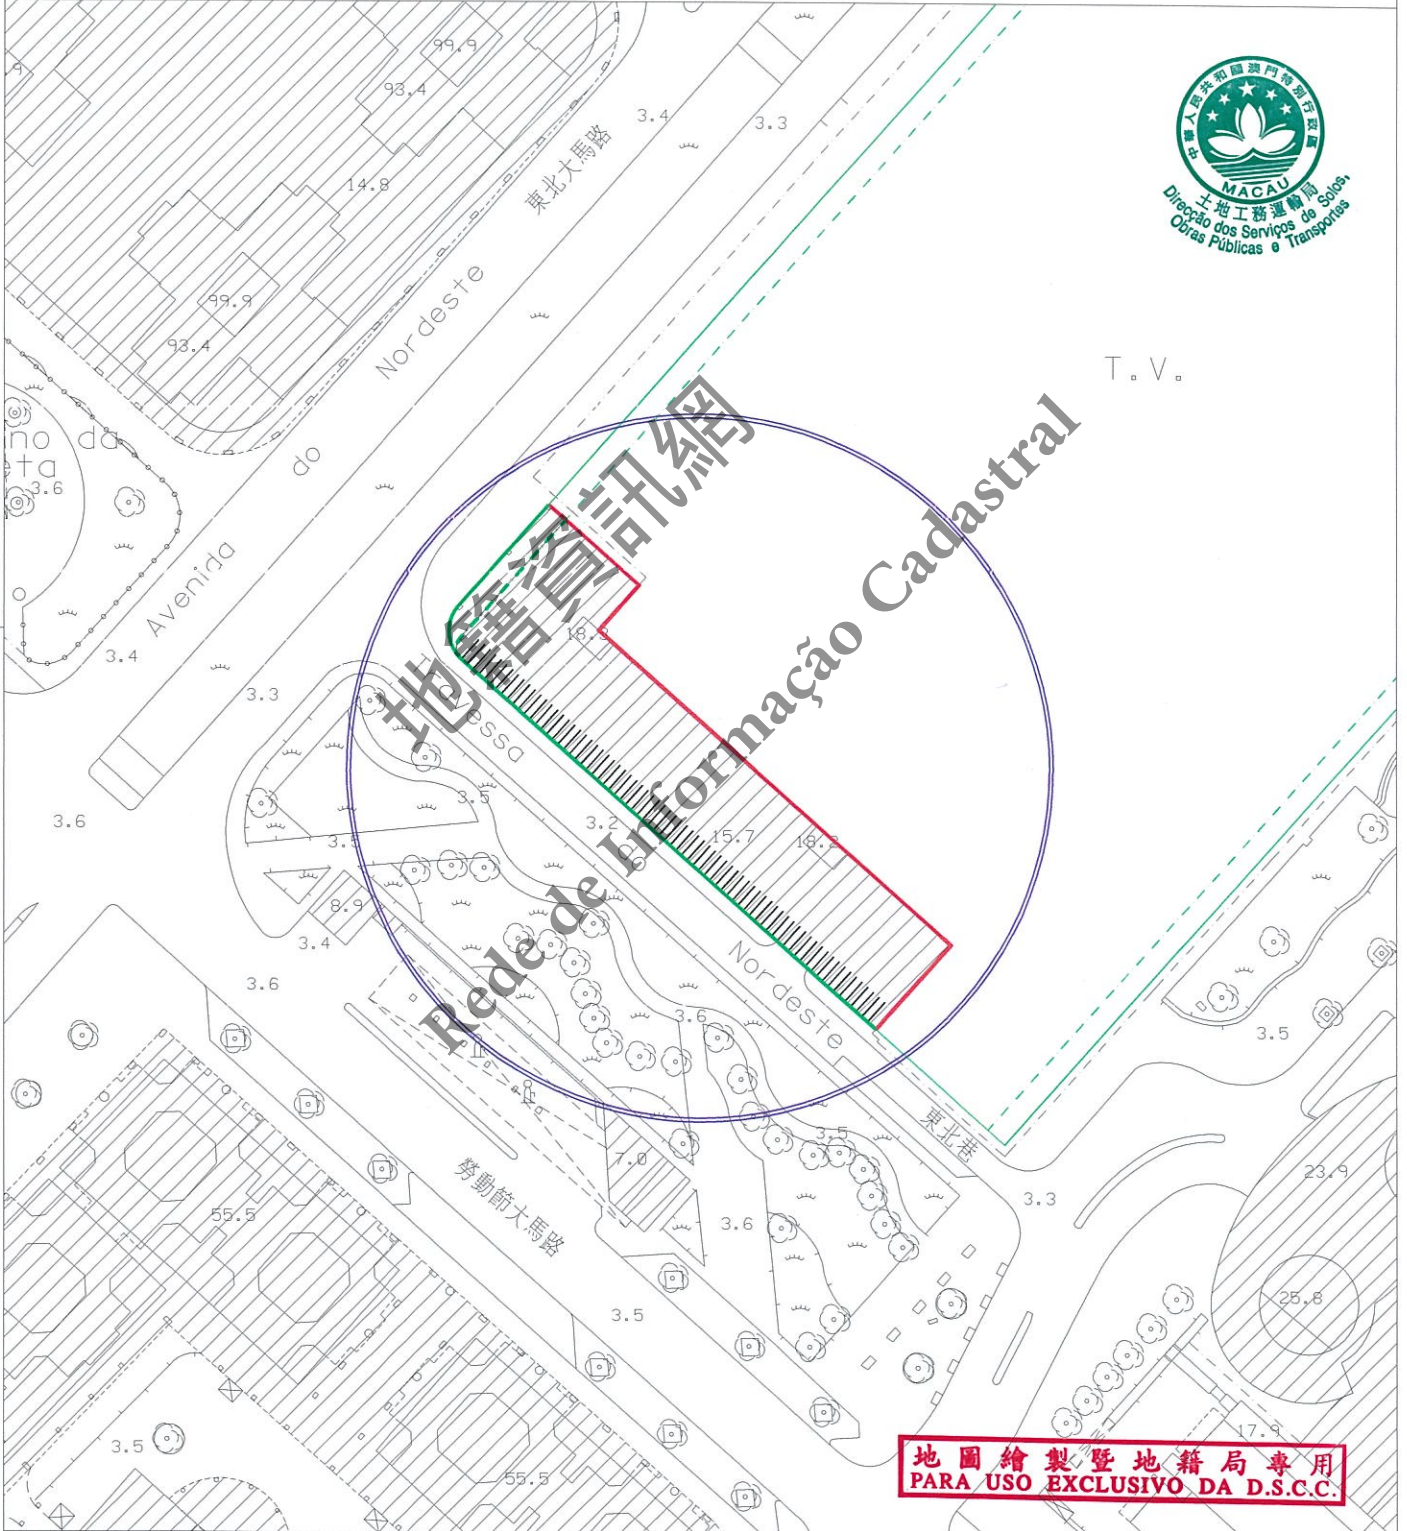 99.9
.9
93.4
3.4
3.3
東北大馬路
14.8
中華人民共和國澳門特別行政區
MACAU
土地工務運輸局
Direcção dos Serviços de Solos,
Obras Públicas e Transportes
99.9
93.4
Nordeste
T.V.
no da
eta
3.6
do
Avenida
地籍資訊網
Rede de Informação Cadastral
3.4
3.3
18.3
vessa
3.5
3.6
3.5
3.2
15.7
18.2
8.9
3.4
3.6
Nordeste
3.6
3.5
東北巷
3.5
7.0
勞動節大馬路
3.6
3.3
23.9
55.5
3.5
25.8
17.9
3.5
55.5
地圖繪製暨地籍局專用
PARA USO EXCLUSIVO DA D.S.C.C.